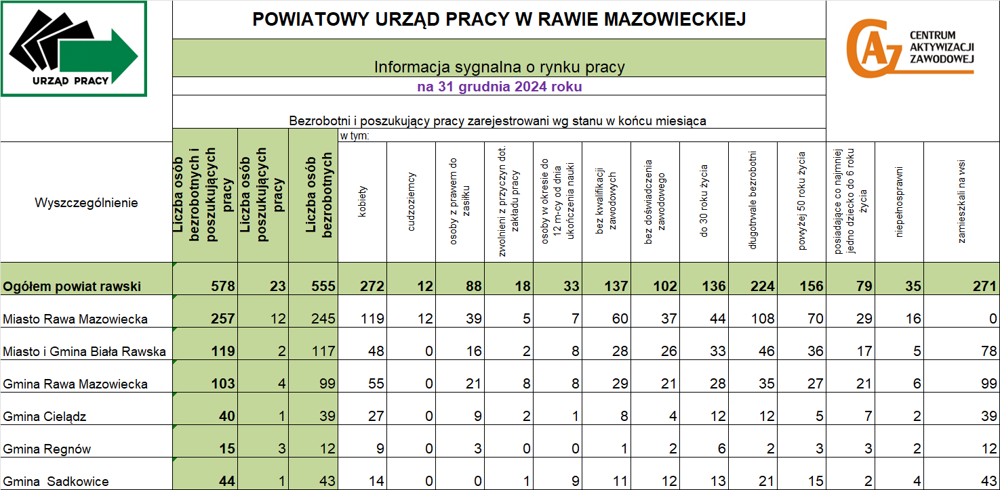 POWIATOWY URZĄD PRACY W RAWIE MAZOWIECKIEJ
URZĄD PRACY
CAZ
CENTRUM
AKTYWIZACJI
ZAWODOWEJ
Informacja sygnalna o rynku pracy
na 31 grudnia 2024 roku
Bezrobotni i poszukujący pracy zarejestrowani wg stanu w końcu miesiąca
w tym:
Wyszczególnienie
Liczba osób
bezrobotnych i
poszukujących
pracy
Liczba osób
poszukujących
pracy
Liczba osób
bezrobotnych
kobiety
cudzoziemcy
osoby z prawem do
zasiłku
zwolnieni z przyczyn dot.
zakładu pracy
osoby w okresie do
12 m-cy od dnia
ukończenia nauki
bez kwalifikacji
zawodowych
bez doświadczenia
zawodowego
do 30 roku życia
długotrwale bezrobotni
powyżej 50 roku życia
posiadające co najmniej
jedno dziecko do 6 roku
życia
niepełnosprawni
zamieszkali na wsi
Ogółem powiat rawski 578 23 555 272 12 88 18 33 137 102 136 224 156 79 35 271
Miasto Rawa Mazowiecka 257 12 245 119 12 39 5 7 60 37 44 108 70 29 16 0
Miasto i Gmina Biała Rawska 119 2 117 48 0 16 2 8 28 26 33 46 36 17 5 78
Gmina Rawa Mazowiecka 103 4 99 55 0 21 8 8 29 21 28 35 27 21 6 99
Gmina Cielądz 40 1 39 27 0 9 2 1 8 4 12 12 5 7 2 39
Gmina Regnów 15 3 12 9 0 3 0 0 1 2 6 2 3 3 2 12
Gmina Sadkowice 44 1 43 14 0 0 1 9 11 12 13 21 15 2 4 43